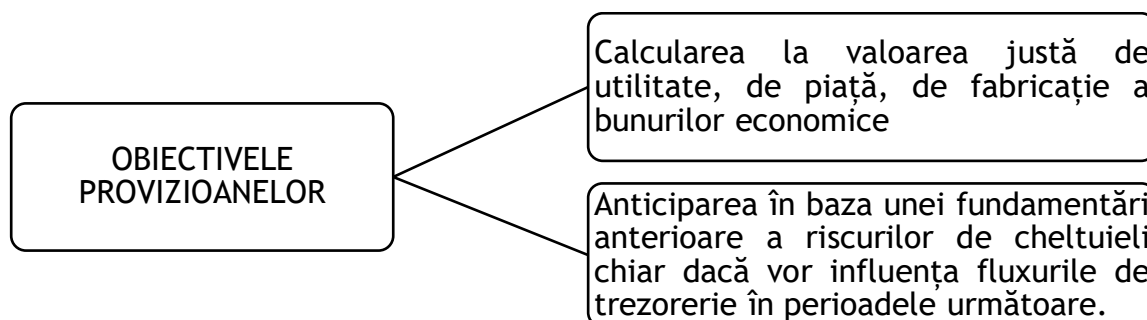 OBIECTIVELE
PROVIZIOANELOR
Calcularea la valoarea justă de
utilitate, de piață, de fabricație a
bunurilor economice
Anticiparea în baza unei fundamentări
anterioare a riscurilor de cheltuieli
chiar dacă vor influența fluxurile de
trezorerie în perioadele următoare.